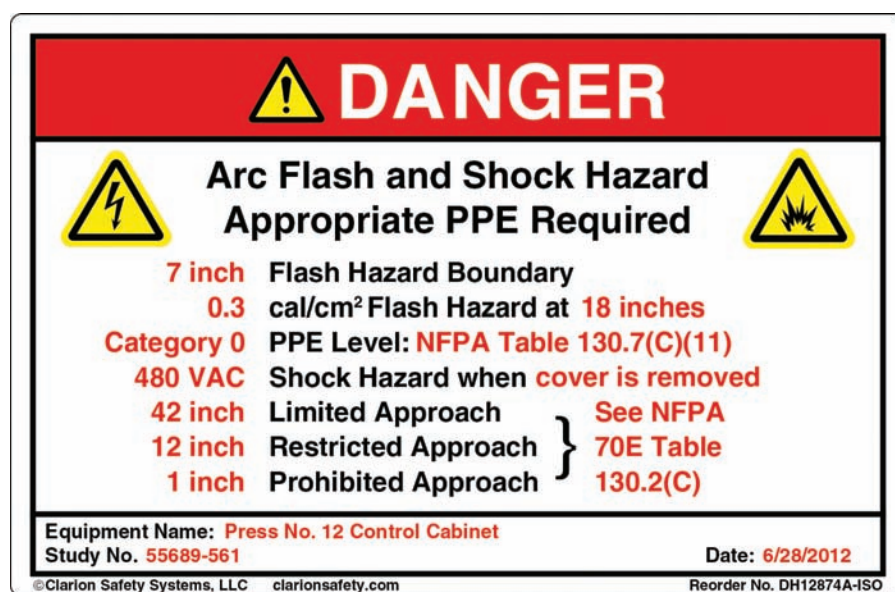 DANGER
Arc Flash and Shock Hazard
Appropriate PPE Required
7 inch Flash Hazard Boundary
0.3 cal/cm² Flash Hazard at 18 inches
Category 0 PPE Level: NFPA Table 130.7(C)(11)
480 VAC Shock Hazard when cover is removed
42 inch Limited Approach } See NFPA
12 inch Restricted Approach } 70E Table
1 inch Prohibited Approach } 130.2(C)
Equipment Name: Press No. 12 Control Cabinet
Study No. 55689-561 Date: 6/28/2012
©Clarion Safety Systems, LLC clarionsafety.com Reorder No. DH12874A-ISO